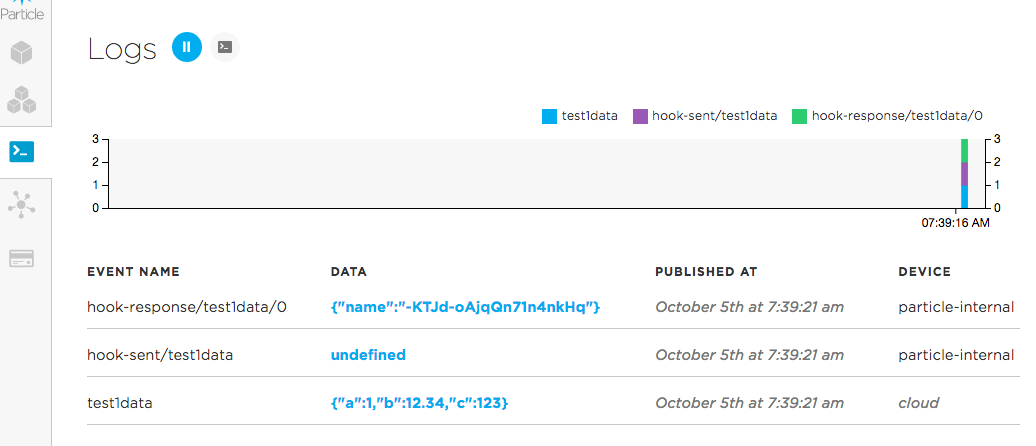 Particle
Logs
test1data hook-sent/test1data hook-response/test1data/0
3 3
2 2
1 1
0 0
07:39:16 AM
EVENT NAME DATA PUBLISHED AT DEVICE
hook-response/test1data/0 {"name":"-KTJd-oAjqQn71n4nkHq"} October 5th at 7:39:21 am particle-internal
hook-sent/test1data undefined October 5th at 7:39:21 am particle-internal
test1data {"a":1,"b":12.34,"c":123} October 5th at 7:39:21 am cloud